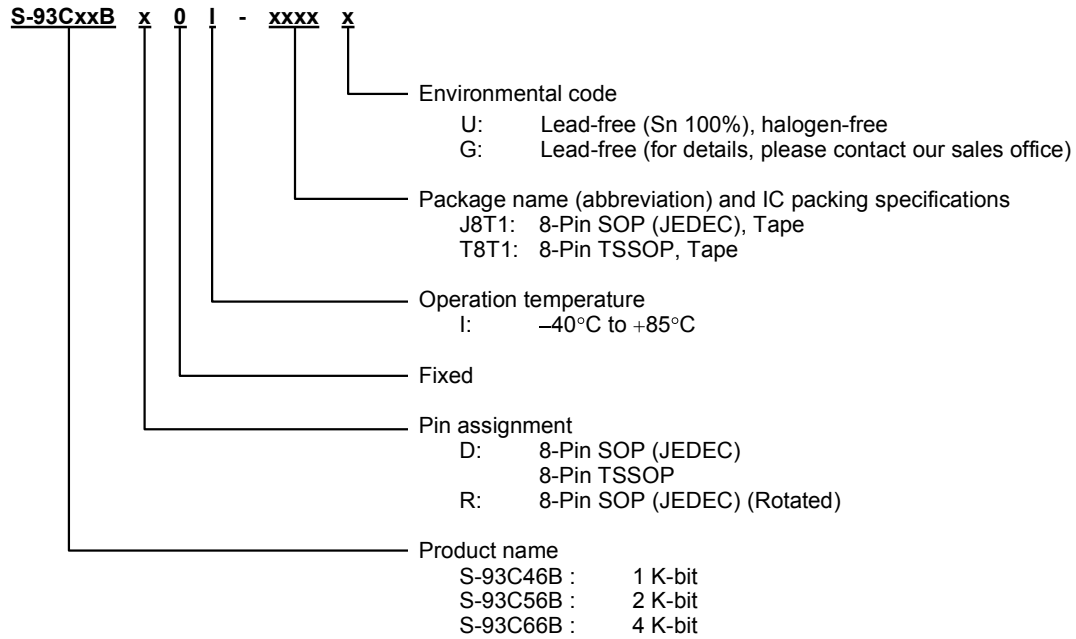 S-93CxxB x 0 I - xxxx x
Environmental code
U: Lead-free (Sn 100%), halogen-free
G: Lead-free (for details, please contact our sales office)
Package name (abbreviation) and IC packing specifications
J8T1: 8-Pin SOP (JEDEC), Tape
T8T1: 8-Pin TSSOP, Tape
Operation temperature
I: –40°C to +85°C
Fixed
Pin assignment
D: 8-Pin SOP (JEDEC)
8-Pin TSSOP
R: 8-Pin SOP (JEDEC) (Rotated)
Product name
S-93C46B : 1 K-bit
S-93C56B : 2 K-bit
S-93C66B : 4 K-bit